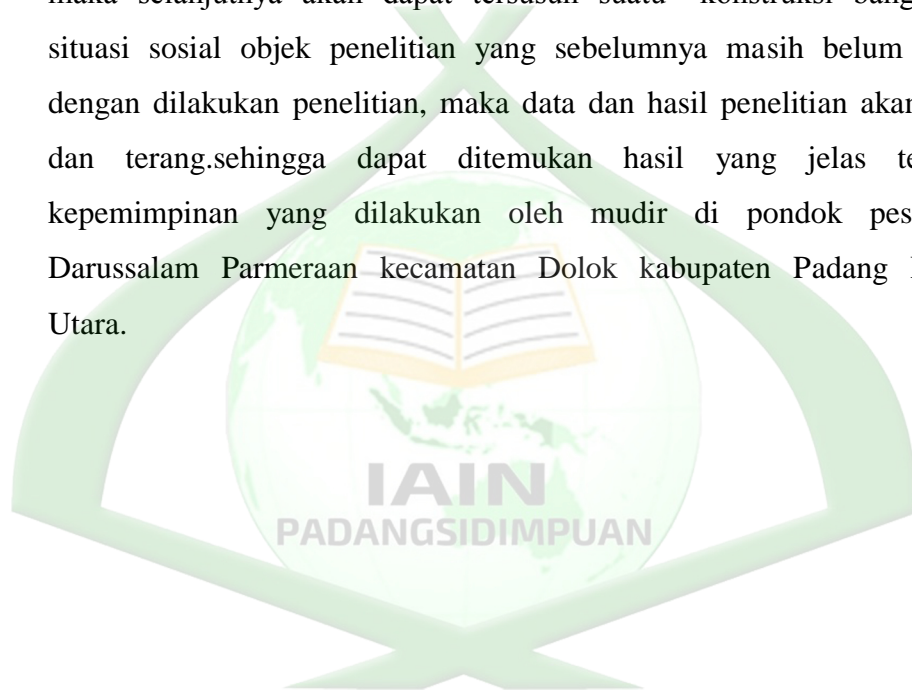 maka selanjutnya akan dapat tersusun suatu konstruksi
situasi sosial objek penelitian yang sebelumnya masih belum
dengan dilakukan penelitian, maka data dan hasil penelitian
dan terang.sehingga dapat ditemukan hasil yang jelas
kepemimpinan yang dilakukan oleh mudir di pondok
Darussalam Parmeraan kecamatan Dolok kabupaten Padang
Utara.
IAIN
PADANGSIDIMPUAN